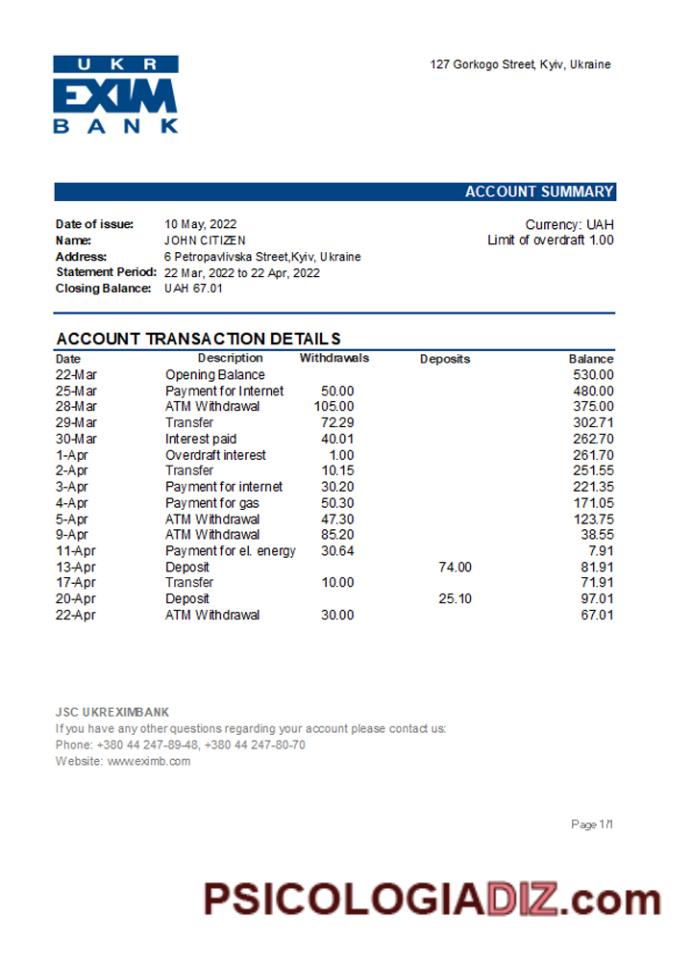 UKR
EXIM
BANK
127 Gorkogo Street, Kyiv, Ukraine
ACCOUNT SUMMARY
Date of issue: 10 May, 2022 Currency: UAH
Name: JOHN CITIZEN Limit of overdraft 1.00
Address: 6 Petropavlivska Street,Kyiv, Ukraine
Statement Period: 22 Mar, 2022 to 22 Apr, 2022
Closing Balance: UAH 67.01
ACCOUNT TRANSACTION DETAILS
Date Description Withdrawals Deposits Balance
22-Mar Opening Balance 530.00
25-Mar Payment for Internet 50.00 480.00
28-Mar ATM Withdrawal 105.00 375.00
29-Mar Transfer 72.29 302.71
30-Mar Interest paid 40.01 262.70
1-Apr Overdraft interest 1.00 261.70
2-Apr Transfer 10.15 251.55
3-Apr Payment for internet 30.20 221.35
4-Apr Payment for gas 50.30 171.05
5-Apr ATM Withdrawal 47.30 123.75
9-Apr ATM Withdrawal 85.20 38.55
11-Apr Payment for el. energy 30.64 7.91
13-Apr Deposit 74.00 81.91
17-Apr Transfer 10.00 71.91
20-Apr Deposit 25.10 97.01
22-Apr ATM Withdrawal 30.00 67.01
JSC UKREXIMBANK
If you have any other questions regarding your account please contact us:
Phone: +380 44 247-89-48, +380 44 247-80-70
Website: www.eximb.com
Page 1/1
PSICOLOGIADIZ.com